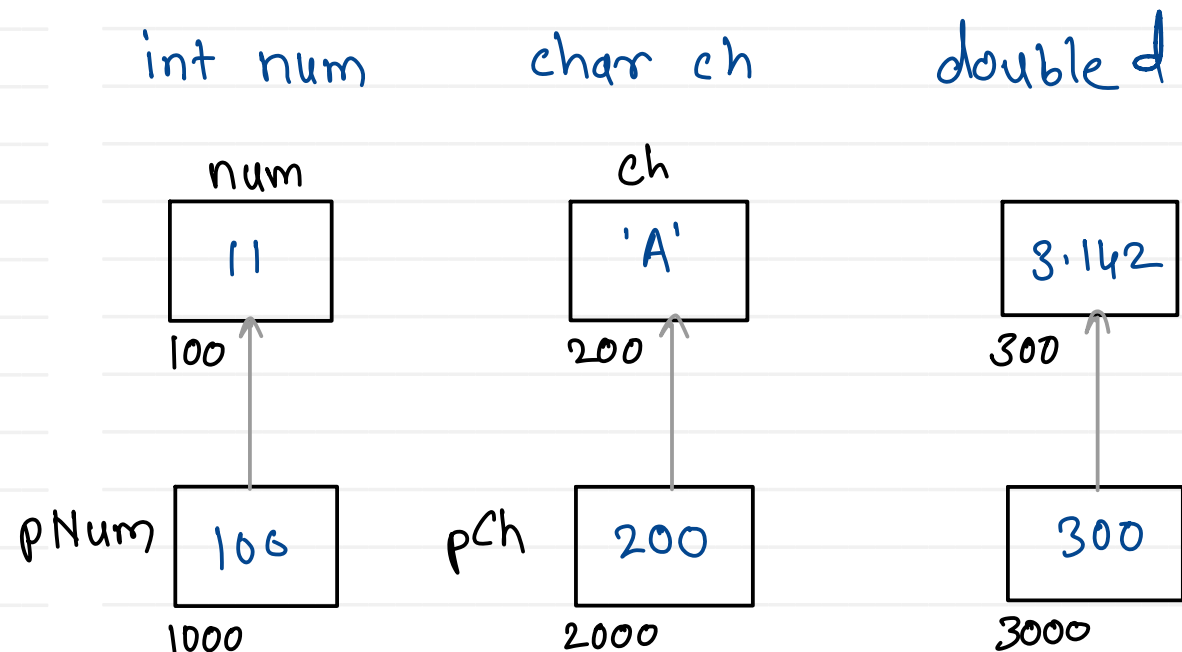 int num char ch double d
num ch
11 'A' 3.142
100 200 300
pNum 100 pCh 200 300
1000 2000 3000